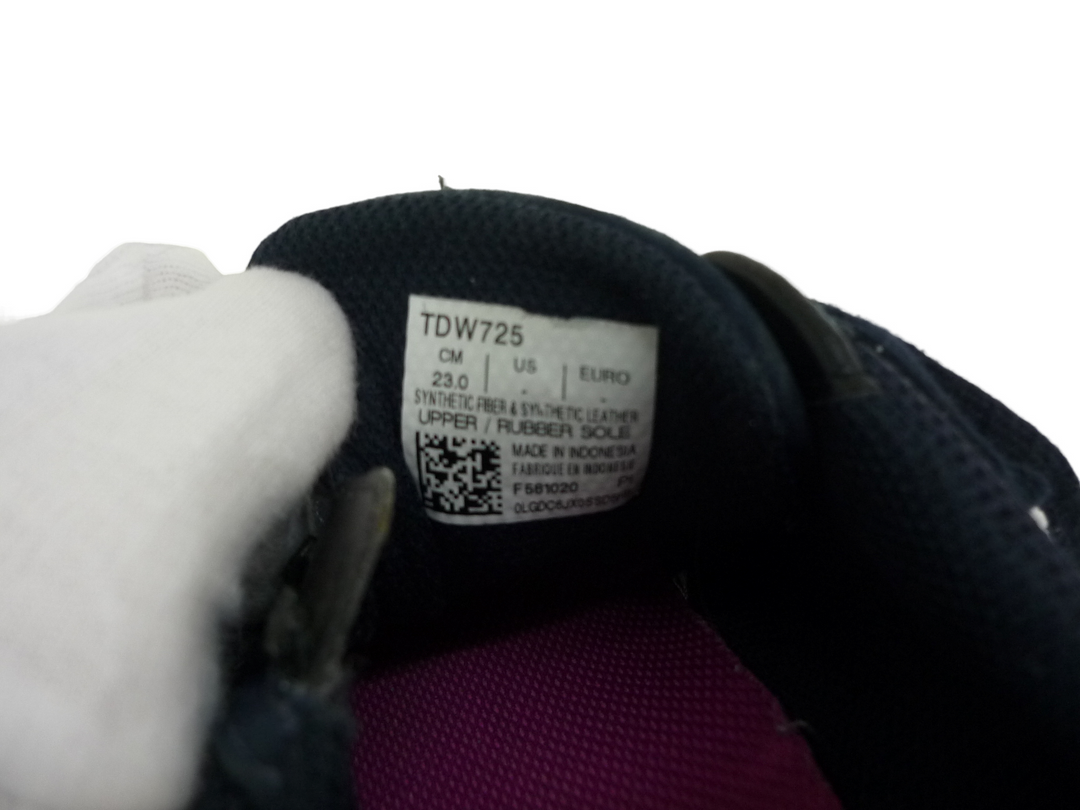 TDW725
CM | US | EURO
23.0 | - | -
SYNTHETIC FIBER & SYNTHETIC LEATHER
UPPER / RUBBER SOLE
MADE IN INDONESIA
FABRIQUE EN INDONESIE
F581020